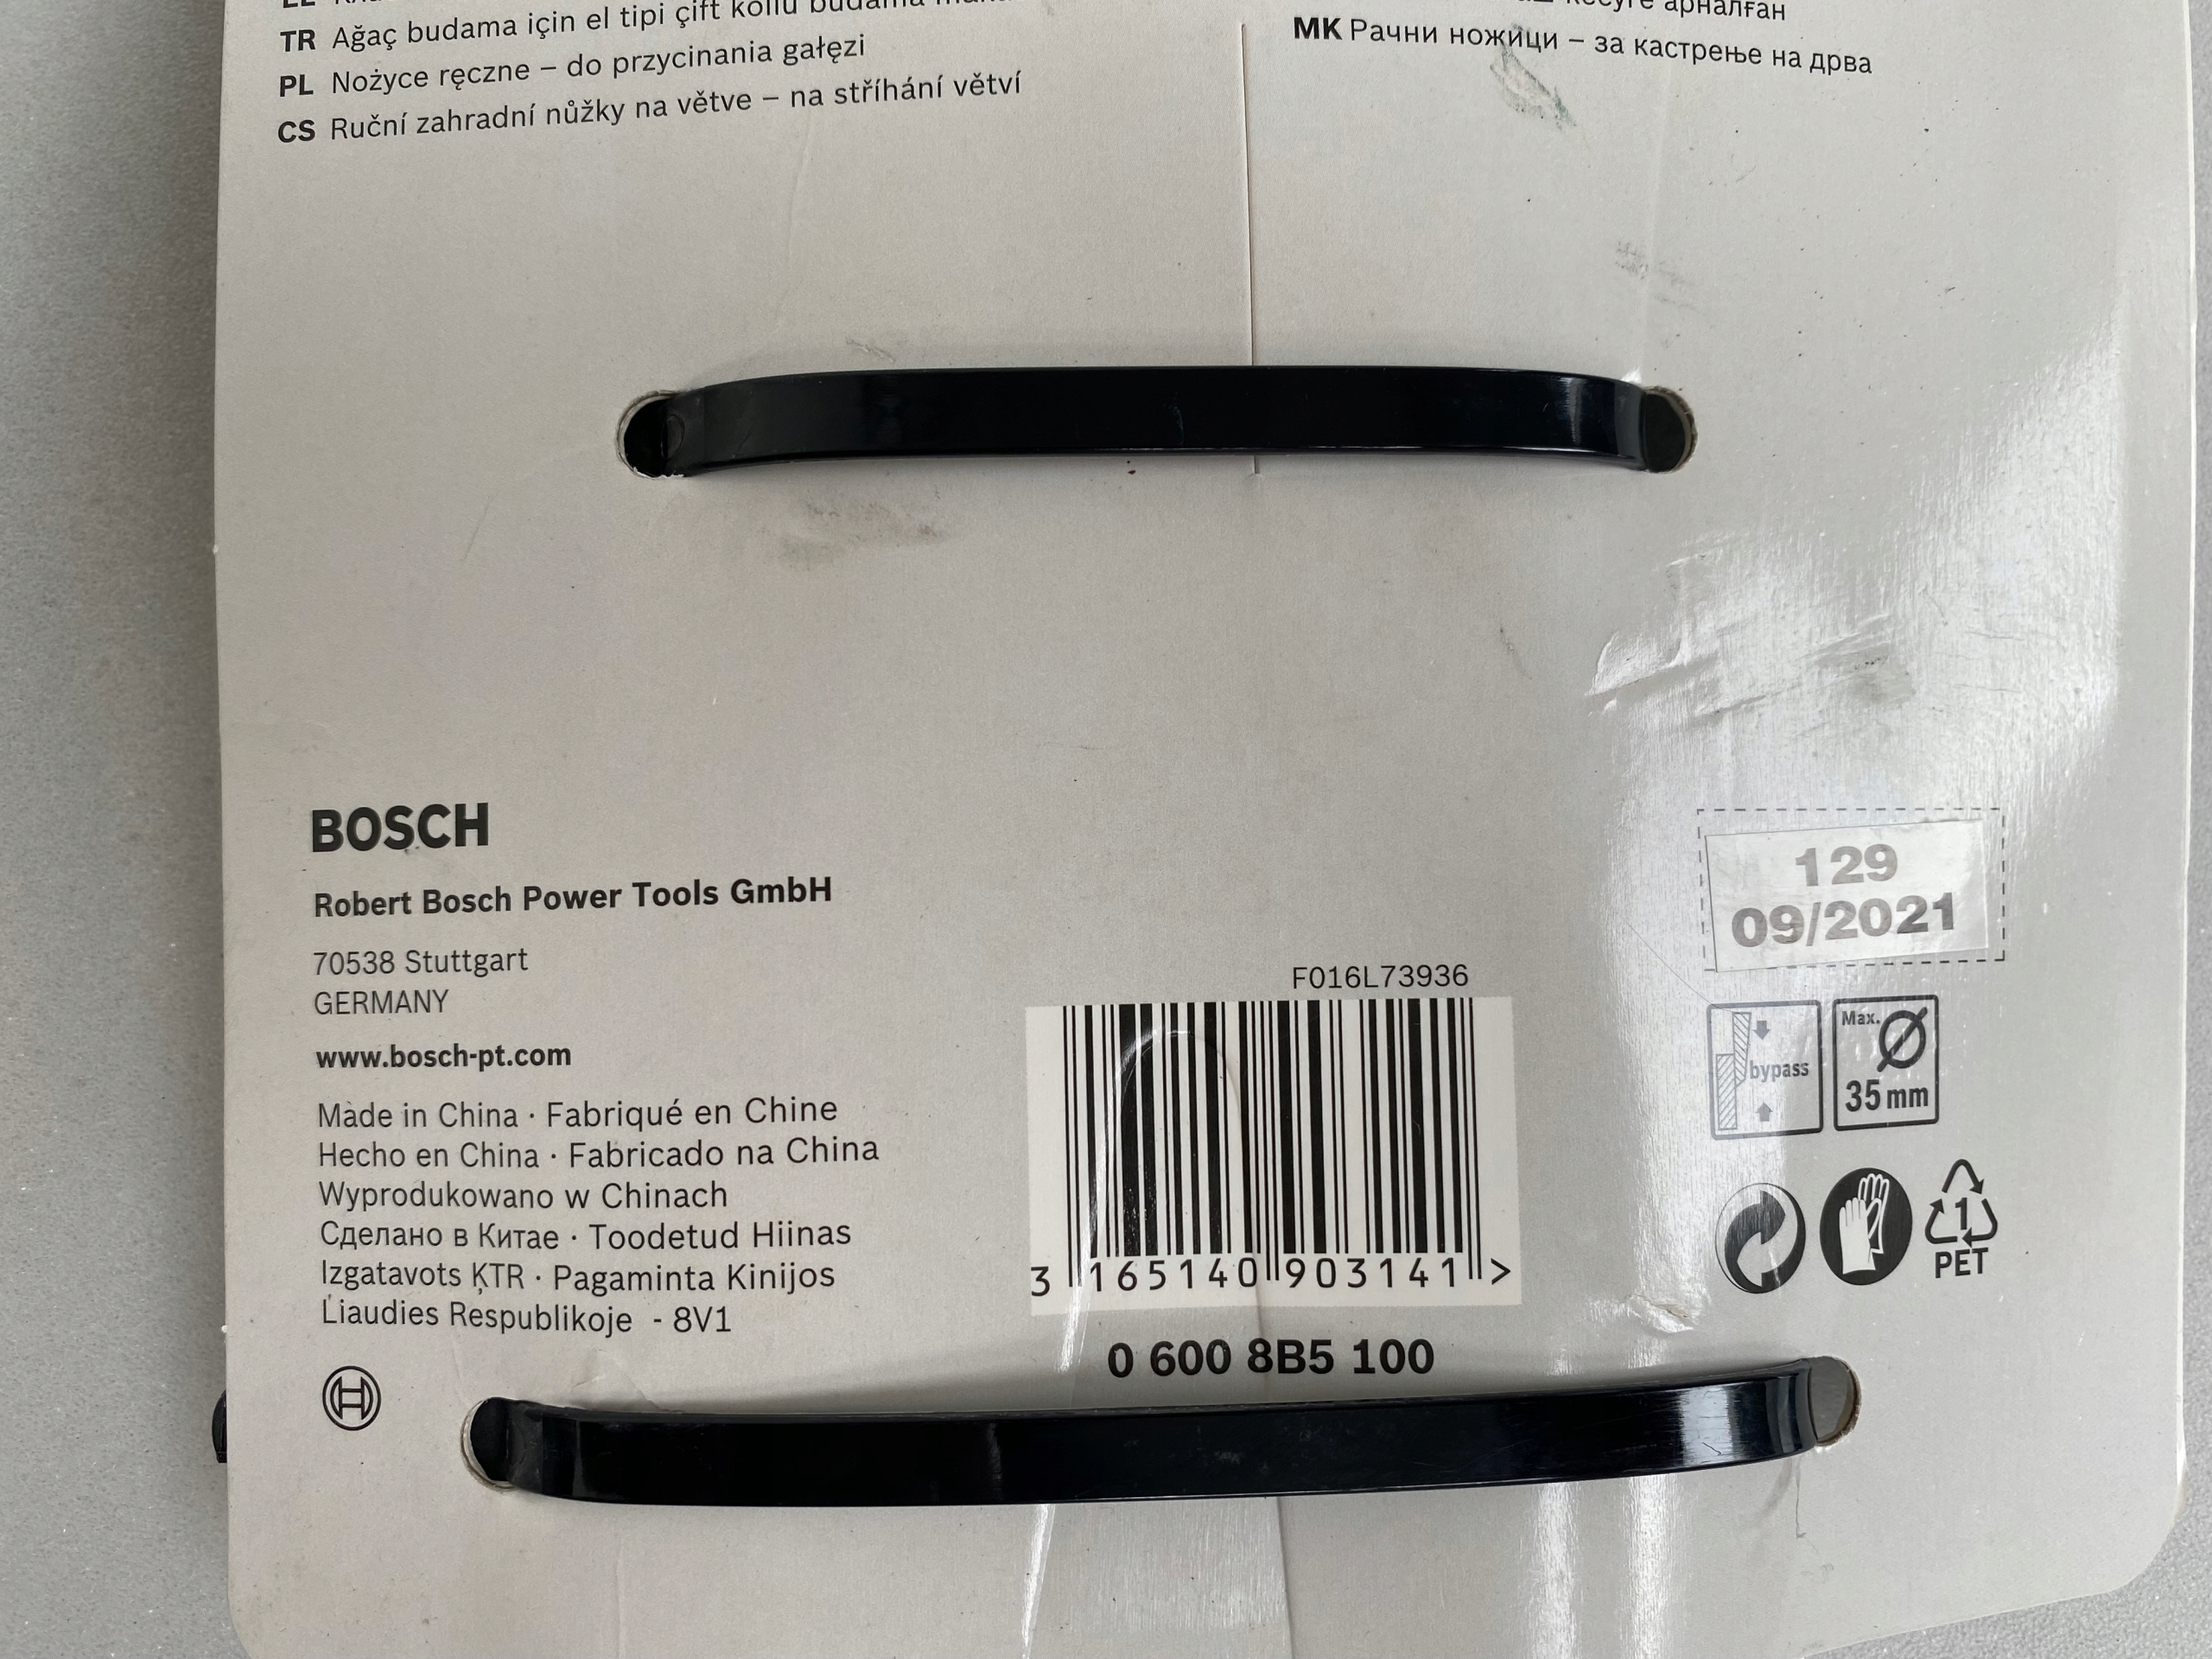 TR Ağaç budama için el tipi çift kollu budama
PL Nożyce ręczne – do przycinania gałęzi
CS Ruční zahradní nůžky na větve – na stříhání větví
кесуге арналған
MK Рачни ножици – за кастрење на дрва
BOSCH
Robert Bosch Power Tools GmbH
70538 Stuttgart
GERMANY
www.bosch-pt.com
Made in China · Fabriqué en Chine
Hecho en China · Fabricado na China
Wyprodukowano w Chinach
Сделано в Китае · Toodetud Hiinas
Izgatavots ĶTR · Pagaminta Kinijos
Liaudies Respublikoje - 8V1
F016L73936
3 165140 903141 >
0 600 8B5 100
129
09/2021
bypass
Max. Ø
35 mm
1
PET